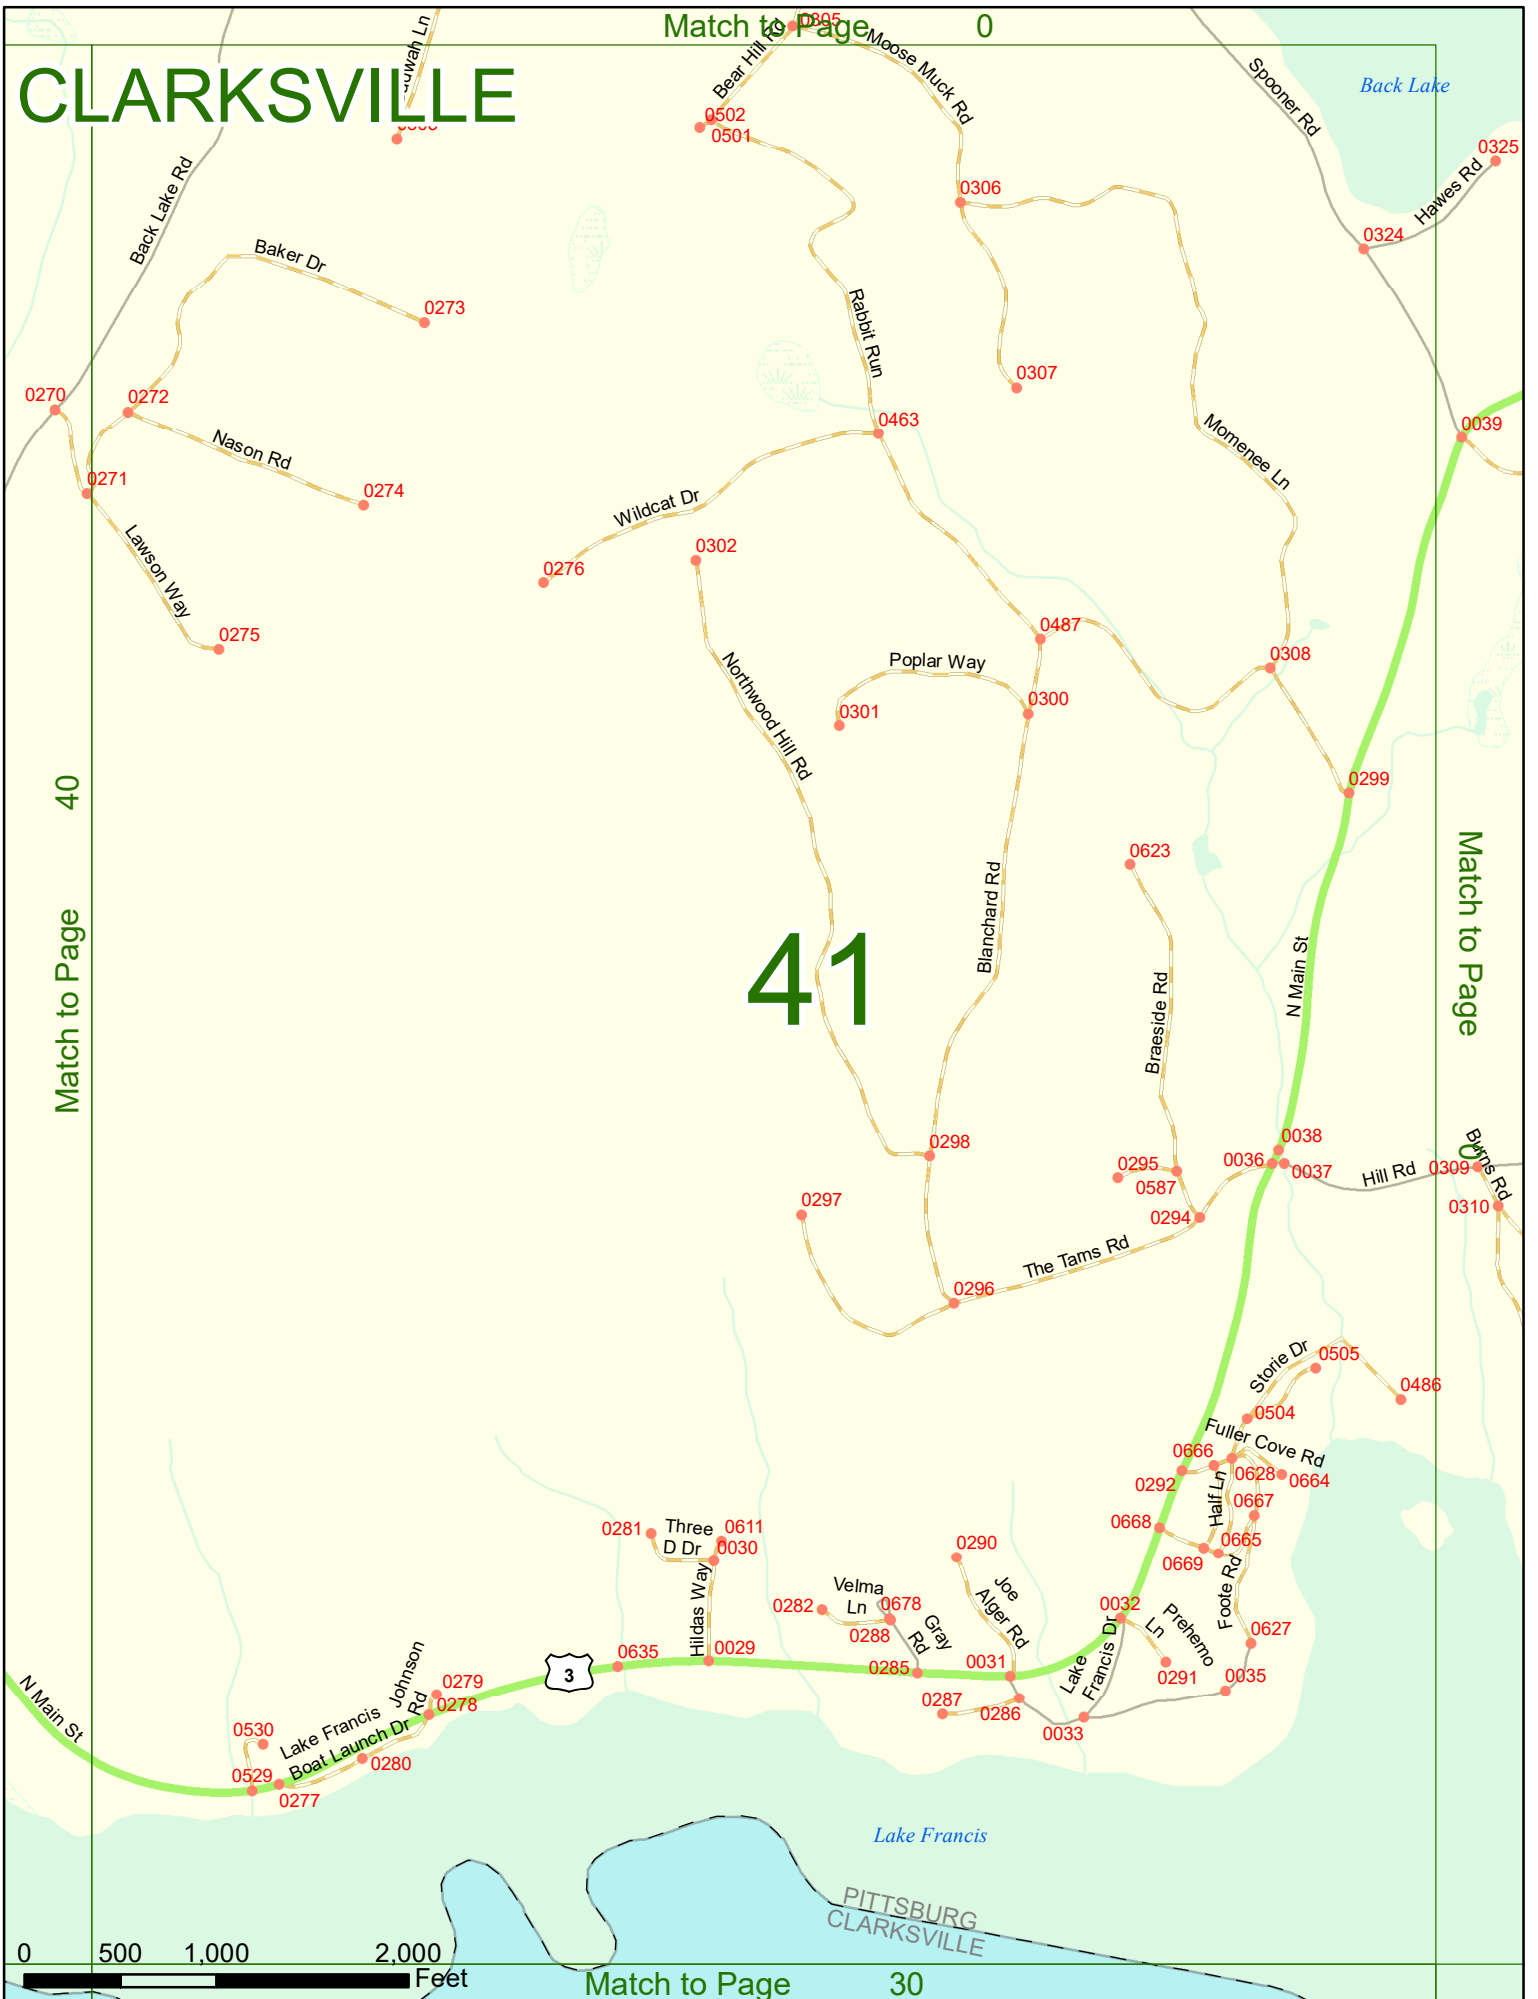 Match to Page 0
CLARKSVILLE
0305
Bear Hill Rd
Moose Muck Rd
Spooner Rd
Back Lake
0502
0501
0325
Hawes Rd
Back Lake Rd
0306
0324
Baker Dr
0273
Rabbit Run
0307
0270
0272
0463
0039
Nason Rd
Momenee Ln
0271
0274
Wildcat Dr
Lawson Way
0302
0276
0275
0487
Poplar Way
0308
Northwood Hill Rd
0301
0300
0299
Match to Page 40
0623
Match to Page 0
Blanchard Rd
41
N Main St
Braeside Rd
0298
0038
0036
0037
0295
0587
Hill Rd
0309
Burns Rd
0310
0297
0294
The Tarns Rd
0296
Storie Dr
0505
0486
0504
Fuller Cove Rd
0666
0292
0628
0664
Half Ln
0667
0668
0281
Three
D Dr
0611
0030
0290
0669
0665
Hildas Way
Velma
Ln
0282
0678
0288
Gray
Rd
Joe
Alger Rd
0032
Prehemo
Ln
Foote Rd
0627
0635
0029
0285
0031
Lake
Francis Dr
0291
0035
Johnson
Rd
3
0279
0278
0287
0286
0033
N Main St
0530
Lake Francis
Boat Launch Dr
0280
0529
0277
Lake Francis
PITTSBURG
CLARKSVILLE
0 500 1,000 2,000
Feet
Match to Page 30